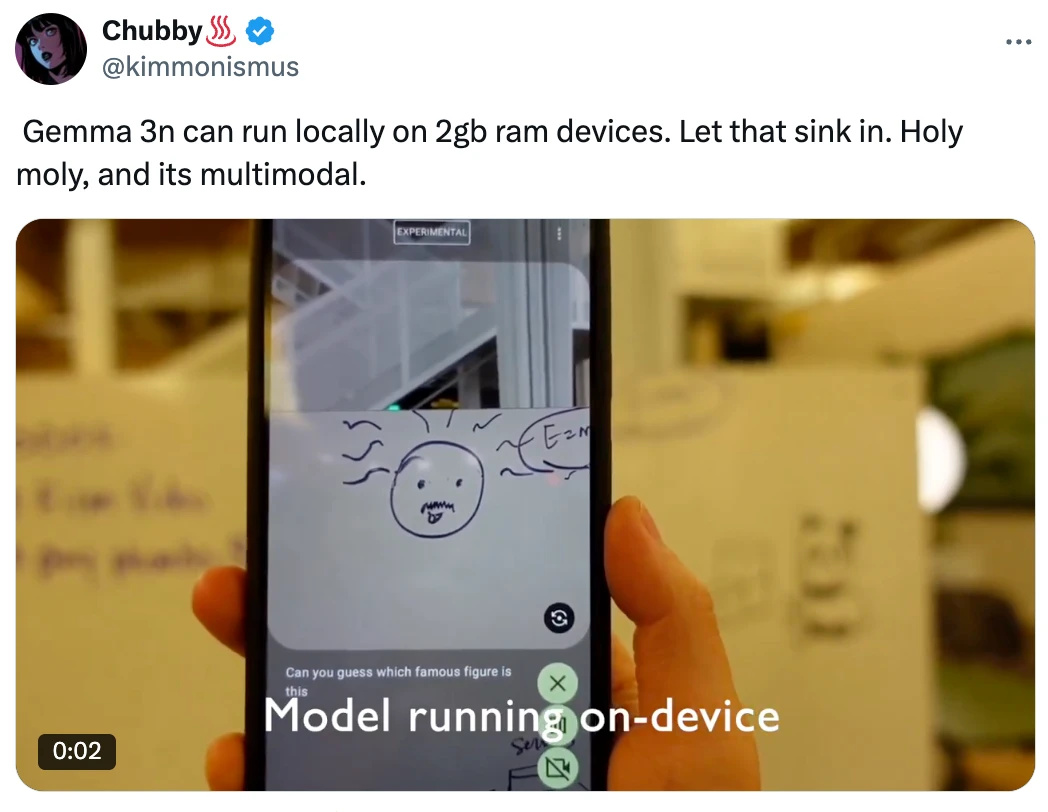 Chubby♨️
@kimmonismus
Gemma 3n can run locally on 2gb ram devices. Let that sink in. Holy
moly, and its multimodal.
EXPERIMENTAL
E=m
Can you guess which famous figure is
this
Model running on-device
0:02